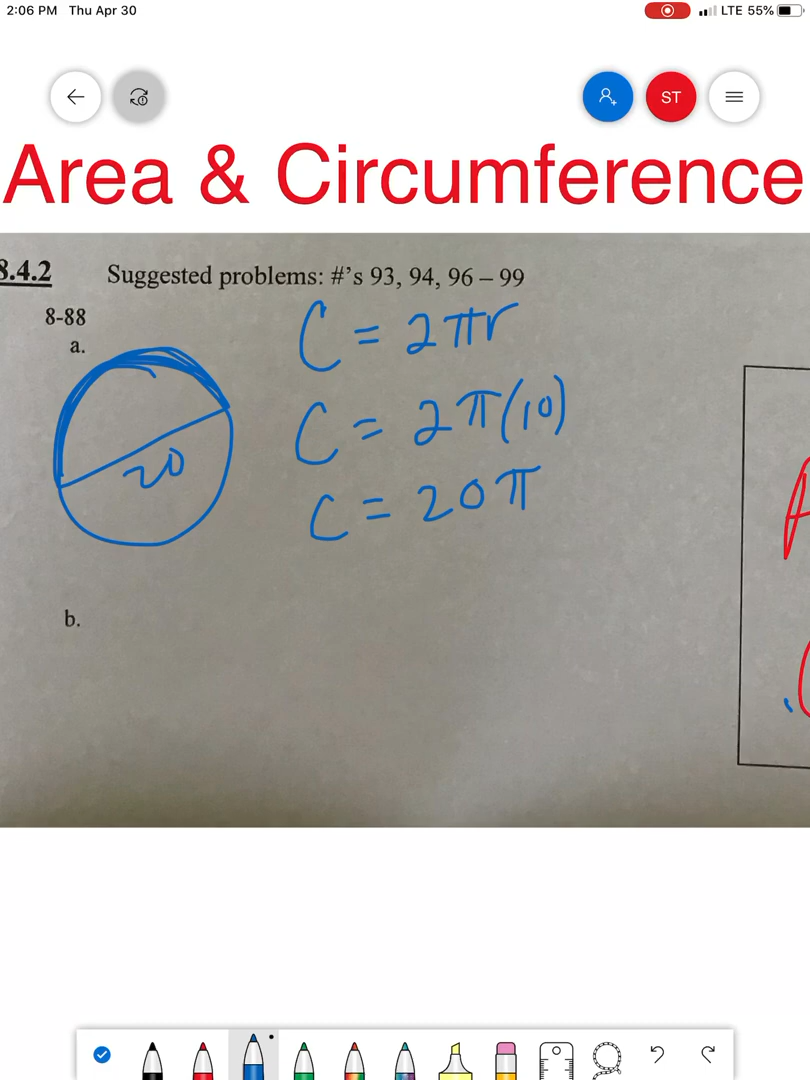 2:06 PM Thu Apr 30
LTE 55%
ST
Area & Circumference
8.4.2 Suggested problems: #'s 93, 94, 96 – 99
8-88
a.
20
C = 2πr
C = 2π(10)
C = 20π
b.